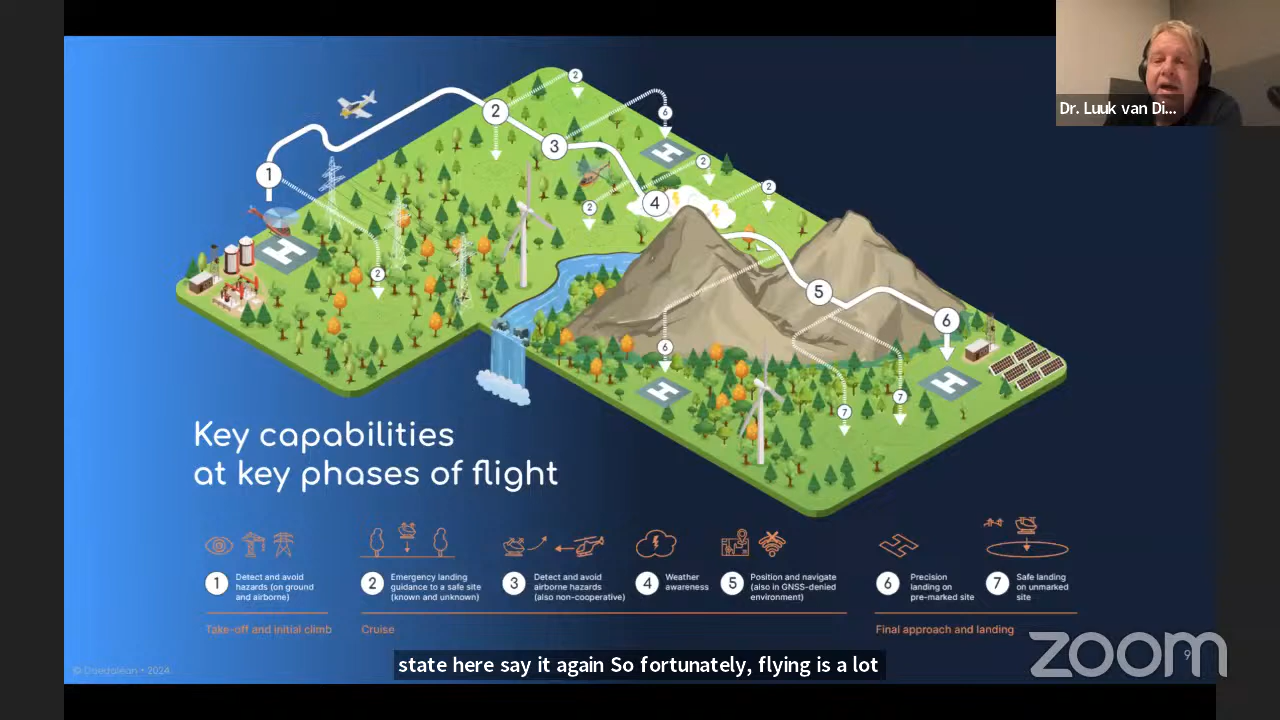 Dr. Luuk van Di...
2
2
6
3
1
H
2
2
4
2
H
2
5
6
6
H
H
7
7
Key capabilities
at key phases of flight
1
Detect and avoid
hazards (on ground
and airborne)
2
Emergency landing
guidance to a safe site
(known and unknown)
3
Detect and avoid
airborne hazards
(also non-cooperative)
4
Weather
awareness
5
Position and navigate
(also in GNSS-denied
environment)
6
Precision
landing on
pre-marked site
7
Safe landing
on unmarked
site
Take-off and initial climb
Cruise
Final approach and landing
zoom
9
state here say it again So fortunately, flying is a lot
© Daedalean • 2024